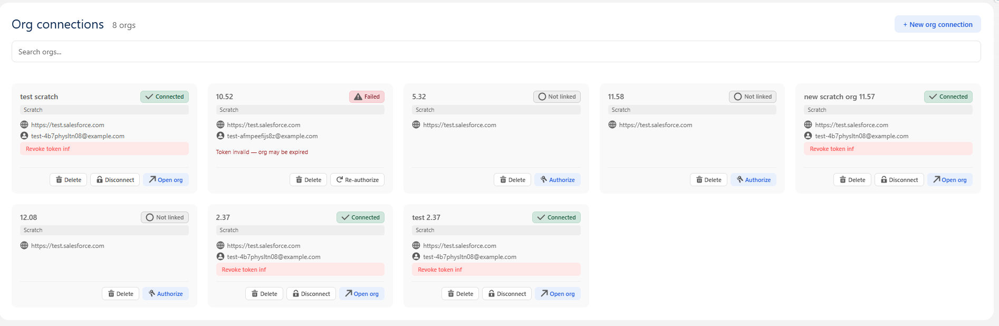 Org connections 8 orgs
+ New org connection
Search orgs...
test scratch
Connected
Scratch
https://test.salesforce.com
test-4b7physltn08@example.com
Revoke token inf
Delete
Disconnect
Open org
10.52
Failed
Scratch
https://test.salesforce.com
test-afmpeefijs8z@example.com
Token invalid — org may be expired
Delete
Re-authorize
5.32
Not linked
Scratch
https://test.salesforce.com
Delete
Authorize
11.58
Not linked
Scratch
https://test.salesforce.com
Delete
Authorize
new scratch org 11.57
Connected
Scratch
https://test.salesforce.com
test-4b7physltn08@example.com
Revoke token inf
Delete
Disconnect
Open org
12.08
Not linked
Scratch
https://test.salesforce.com
Delete
Authorize
2.37
Connected
Scratch
https://test.salesforce.com
test-4b7physltn08@example.com
Revoke token inf
Delete
Disconnect
Open org
test 2.37
Connected
Scratch
https://test.salesforce.com
test-4b7physltn08@example.com
Revoke token inf
Delete
Disconnect
Open org